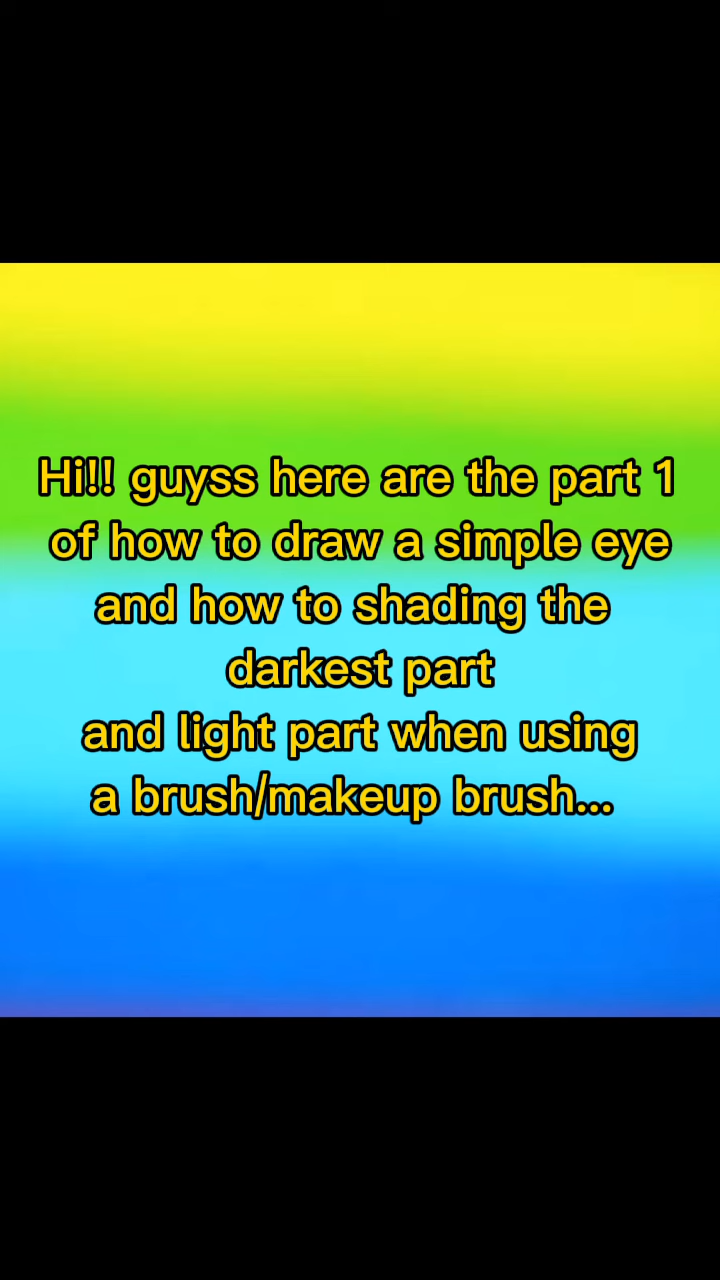 Hi!! guyss here are the part 1
of how to draw a simple eye
and how to shading the
darkest part
and light part when using
a brush/makeup brush...